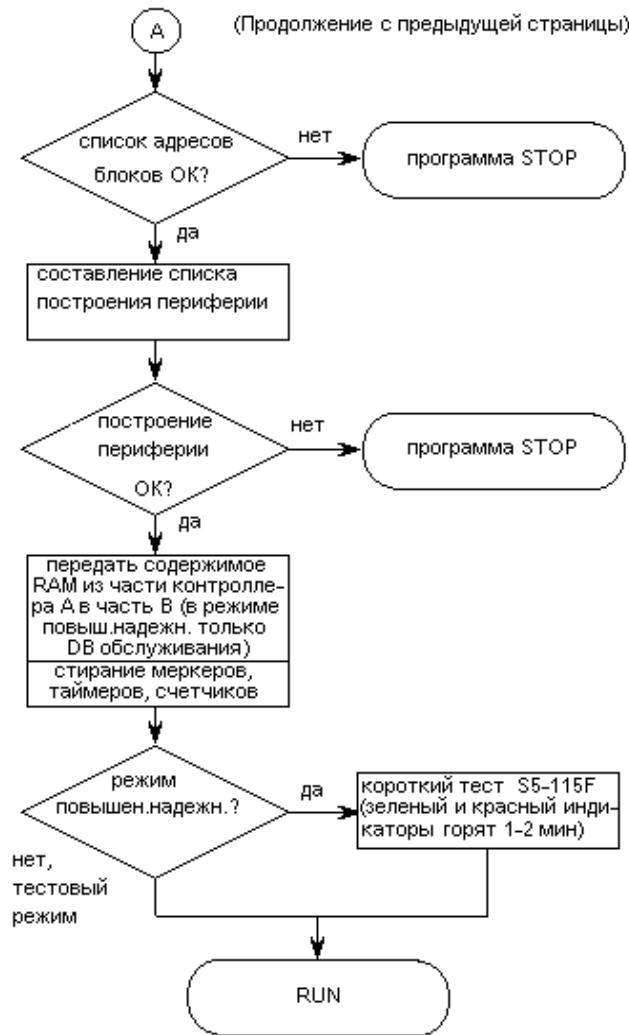 А
(Продолжение с предыдущей страницы)
список адресов
блоков OK?
нет
программа STOP
да
составление списка
построения периферии
построение
периферии
OK?
нет
программа STOP
да
передать содержимое
RAM из части контролле-
ра А в часть В (в режиме
повыш.надежн. только
DB обслуживания)
стирание меркеров,
таймеров, счетчиков
режим
повышен.надежн.?
да
короткий тест S5-115F
(зеленый и красный инди-
каторы горят 1-2 мин)
нет,
тестовый
режим
RUN